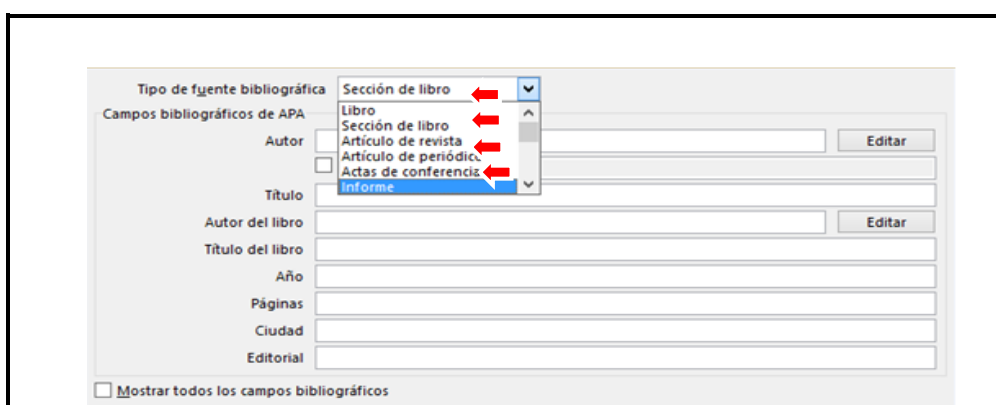 Tipo de fuente bibliográfica Sección de libro
Campos bibliográficos de APA
Libro
Sección de libro
Autor Artículo de revista Editar
Artículo de periódico
Actas de conferencia
Informe
Título
Autor del libro Editar
Título del libro
Año
Páginas
Ciudad
Editorial
Mostrar todos los campos bibliográficos